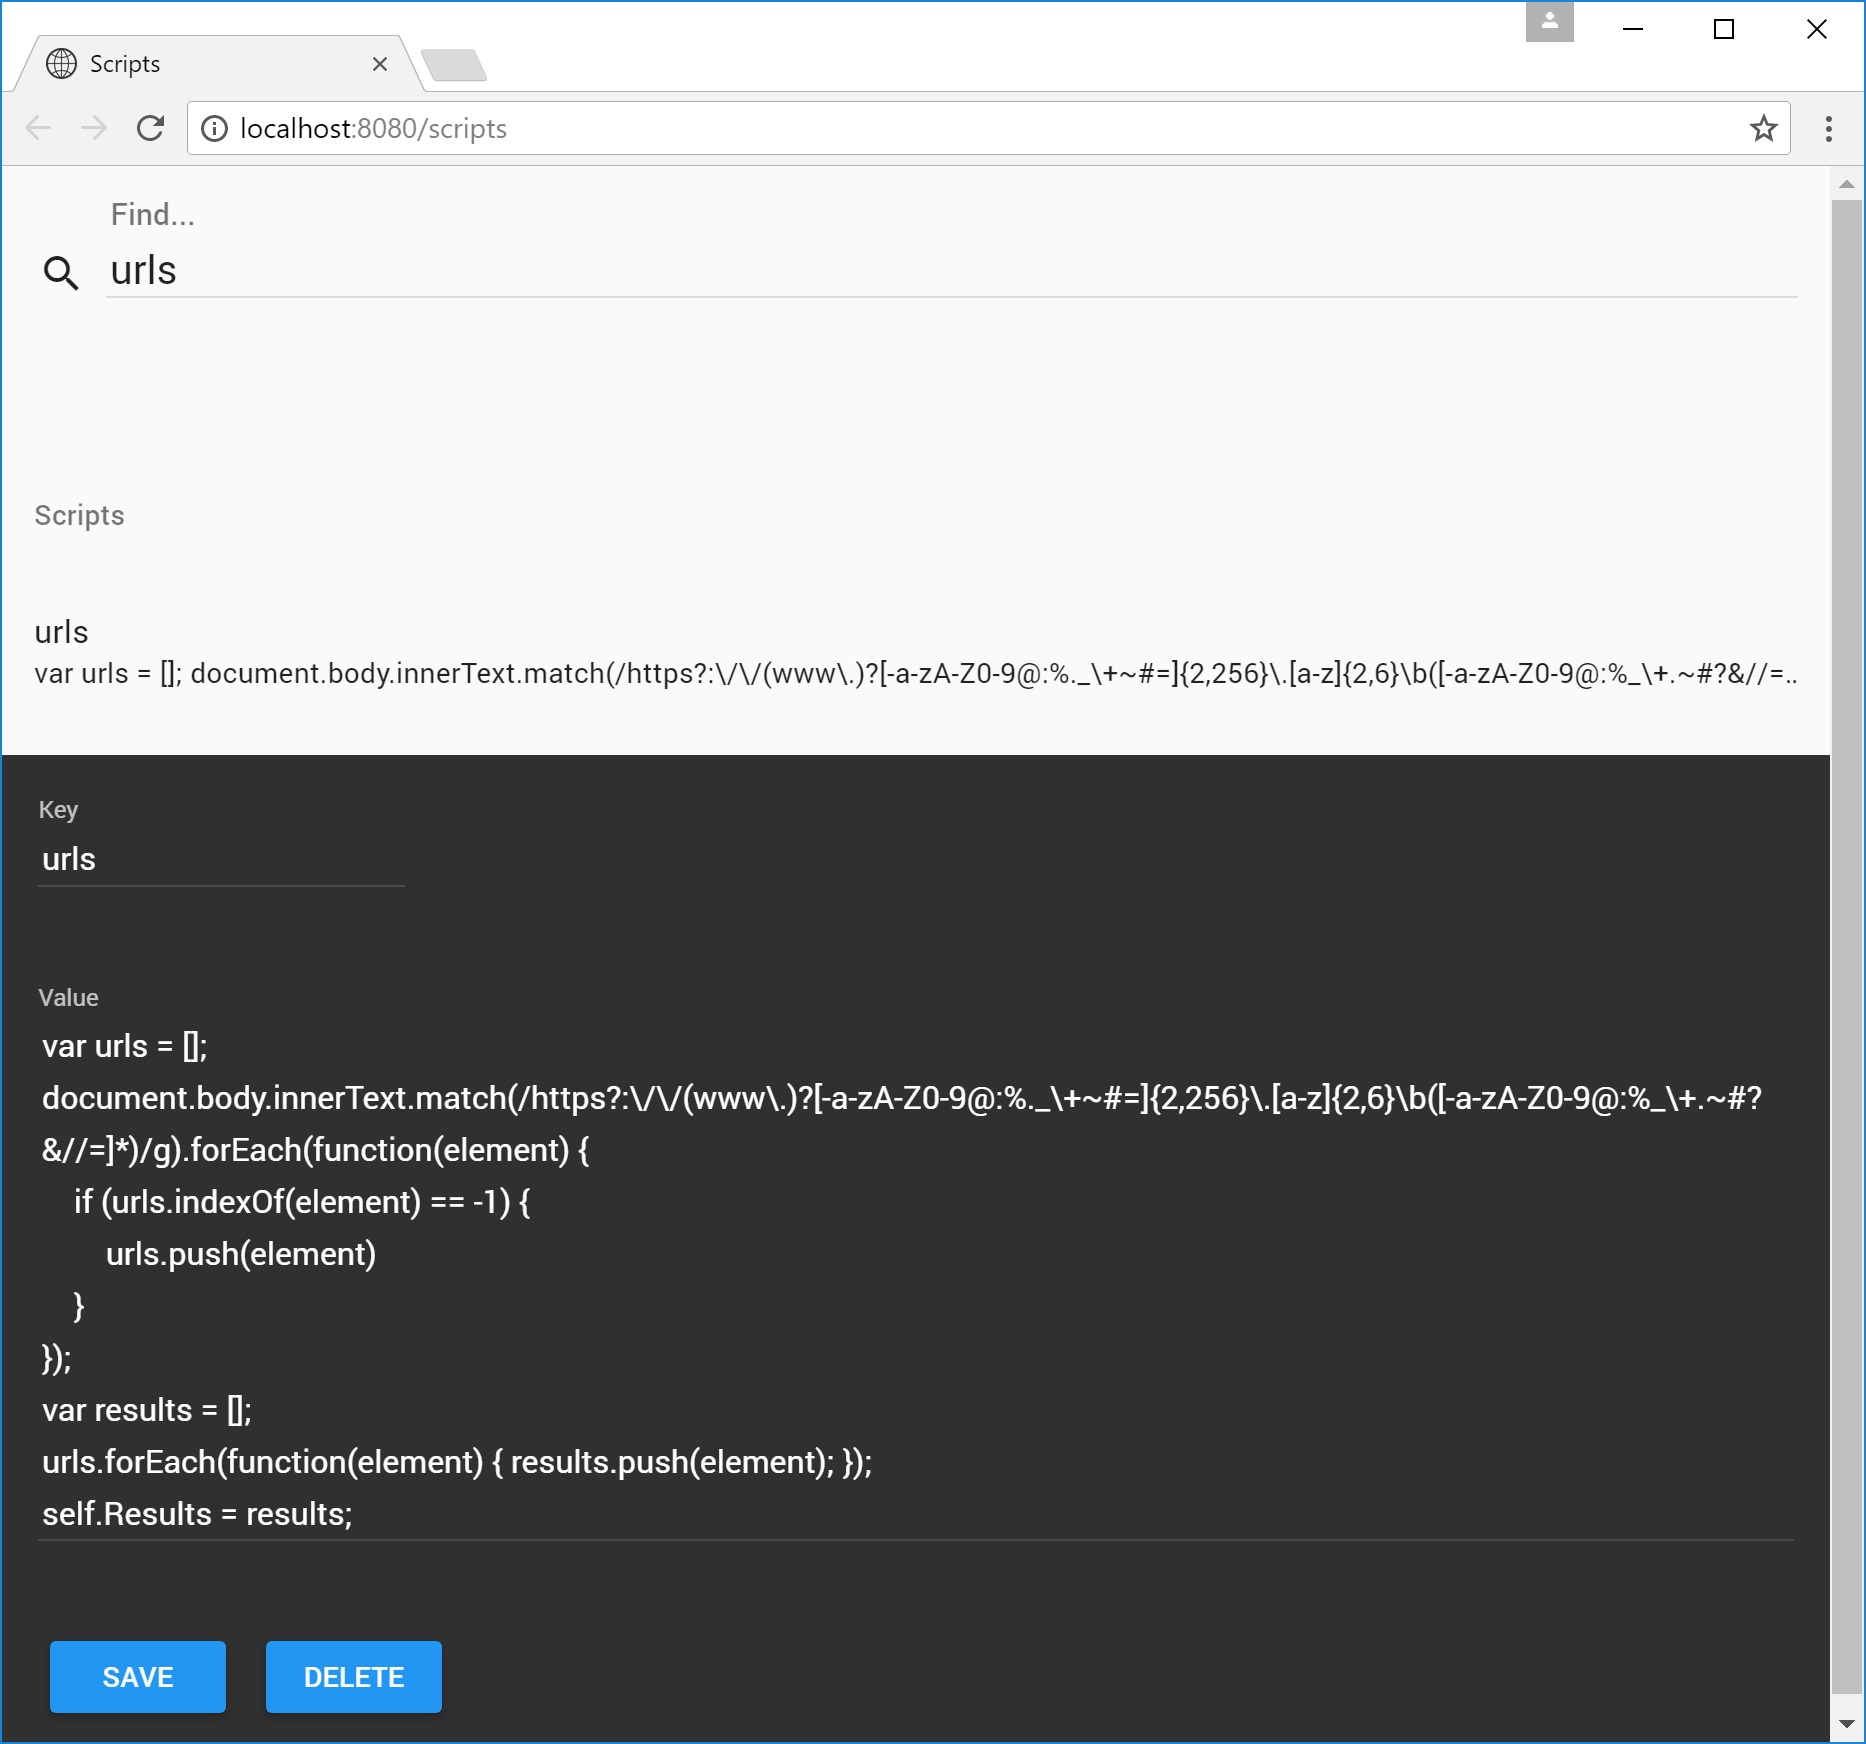 Scripts
localhost:8080/scripts
Find...
urls
Scripts
urls
var urls = []; document.body.innerText.match(/https?:\/\/(www\.)?[-a-zA-Z0-9@:%._\+~#=]{2,256}\.[a-z]{2,6}\b([-a-zA-Z0-9@:%_\+.~#?&//=..
Key
urls
Value
var urls = [];
document.body.innerText.match(/https?:\/\/(www\.)?[-a-zA-Z0-9@:%._\+~#=]{2,256}\.[a-z]{2,6}\b([-a-zA-Z0-9@:%_\+.~#?
&//=]*)/g).forEach(function(element) {
    if (urls.indexOf(element) == -1) {
        urls.push(element)
    }
});
var results = [];
urls.forEach(function(element) { results.push(element); });
self.Results = results;
SAVE DELETE